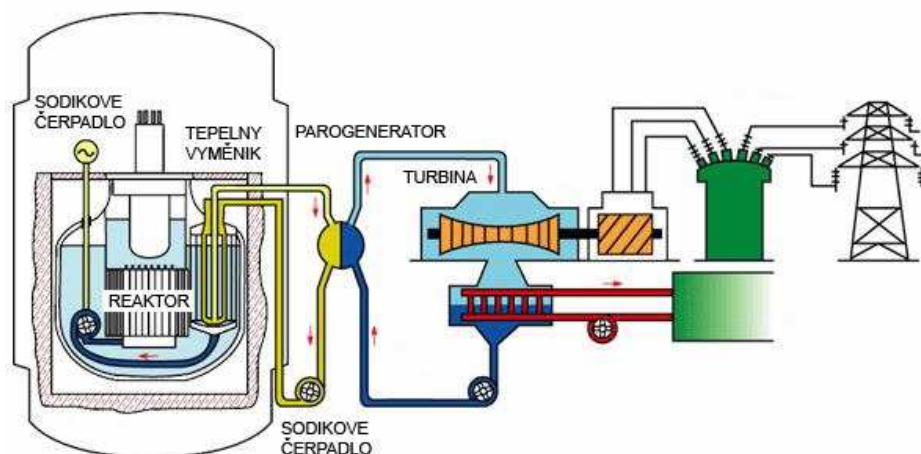 SODIKOVE
ČERPADLO
TEPELNY
VYMĚNIK
PAROGENERATOR
TURBINA
REAKTOR
SODIKOVE
ČERPADLO